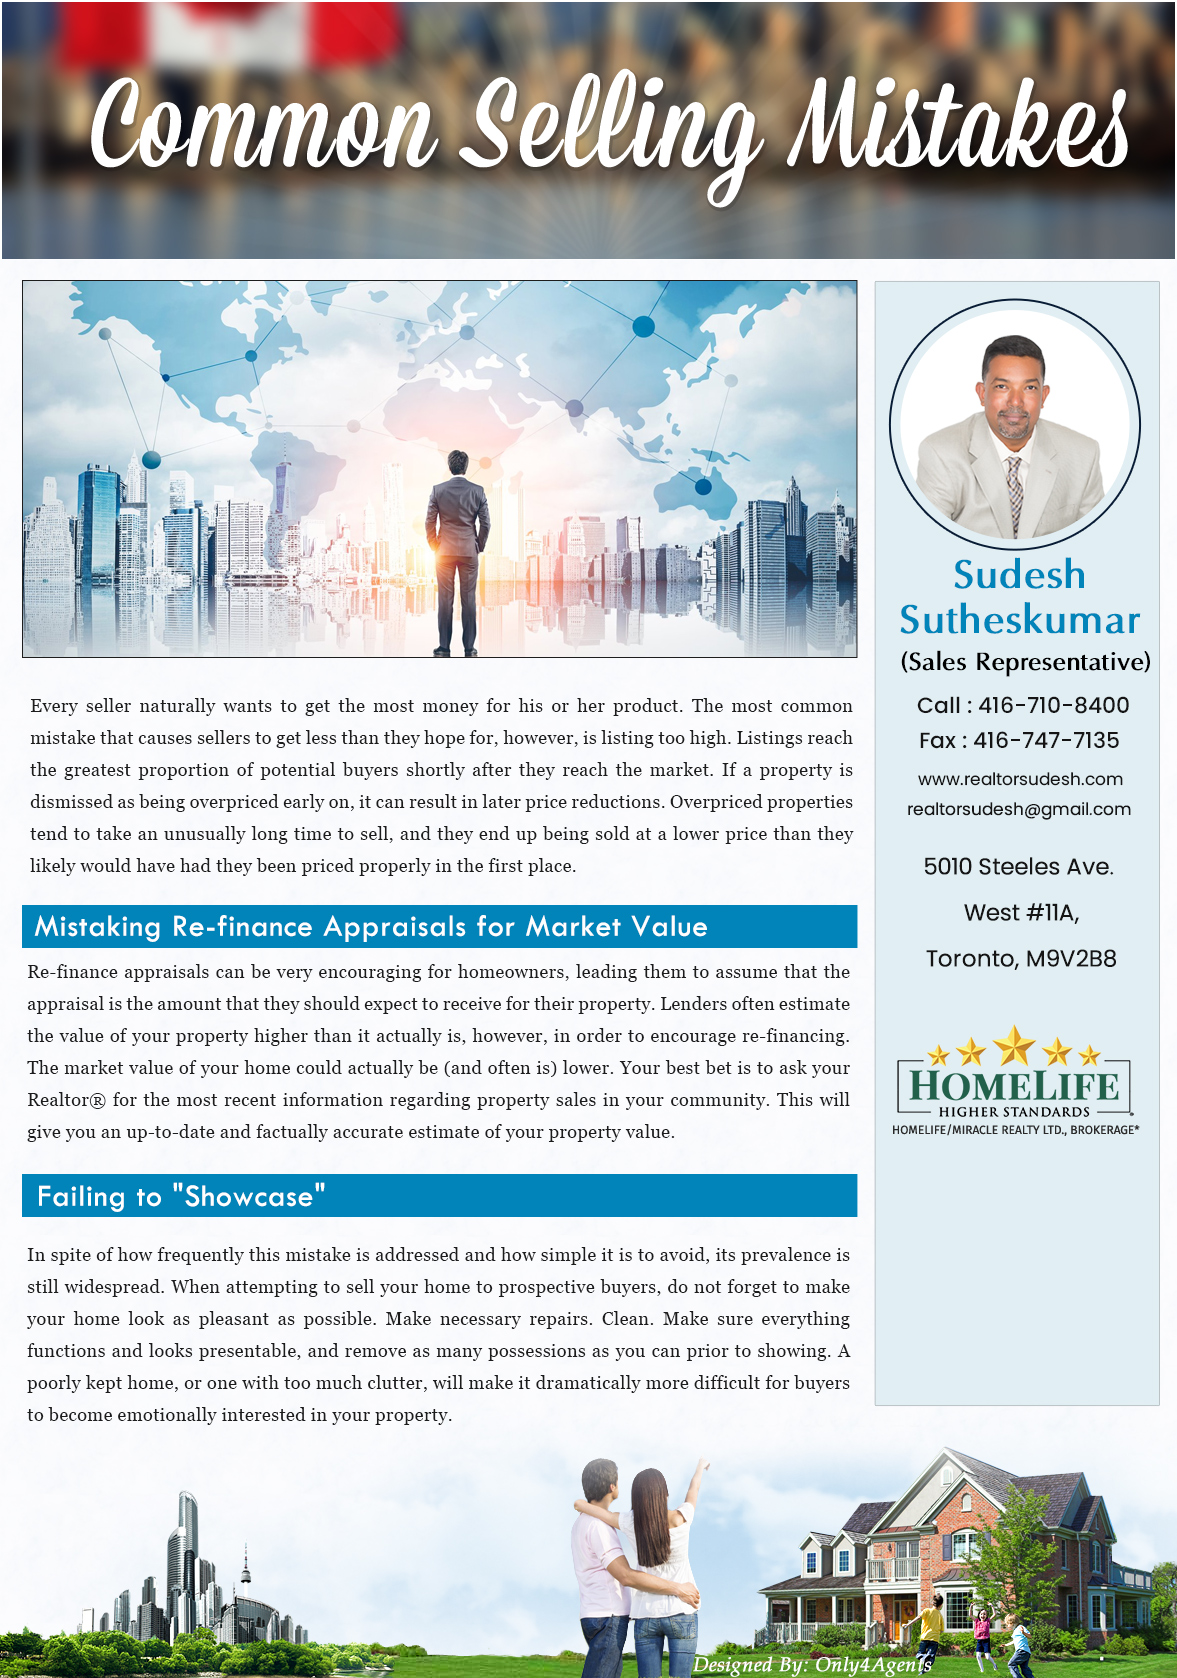 Common Selling Mistakes
Every seller naturally wants to get the most money for his or her product. The most common
mistake that causes sellers to get less than they hope for, however, is listing too high. Listings reach
the greatest proportion of potential buyers shortly after they reach the market. If a property is
dismissed as being overpriced early on, it can result in later price reductions. Overpriced properties
tend to take an unusually long time to sell, and they end up being sold at a lower price than they
likely would have had they been priced properly in the first place.
Mistaking Re-finance Appraisals for Market Value
Re-finance appraisals can be very encouraging for homeowners, leading them to assume that the
appraisal is the amount that they should expect to receive for their property. Lenders often estimate
the value of your property higher than it actually is, however, in order to encourage re-financing.
The market value of your home could actually be (and often is) lower. Your best bet is to ask your
Realtor® for the most recent information regarding property sales in your community. This will
give you an up-to-date and factually accurate estimate of your property value.
Failing to "Showcase"
In spite of how frequently this mistake is addressed and how simple it is to avoid, its prevalence is
still widespread. When attempting to sell your home to prospective buyers, do not forget to make
your home look as pleasant as possible. Make necessary repairs. Clean. Make sure everything
functions and looks presentable, and remove as many possessions as you can prior to showing. A
poorly kept home, or one with too much clutter, will make it dramatically more difficult for buyers
to become emotionally interested in your property.
Sudesh
Sutheskumar
(Sales Representative)
Call : 416-710-8400
Fax : 416-747-7135
www.realtorsudesh.com
realtorsudesh@gmail.com
5010 Steeles Ave.
West #11A,
Toronto, M9V2B8
HOMELIFE
HIGHER STANDARDS
HOMELIFE/MIRACLE REALTY LTD., BROKERAGE*
Designed By: Only4Agents